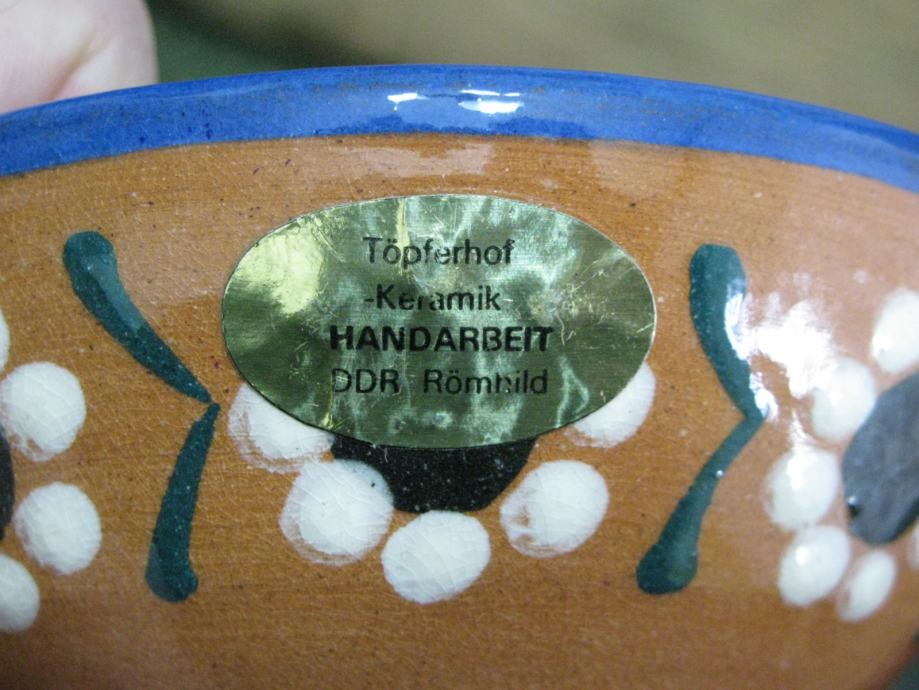 Töpferhof
-Keramik-
HANDARBEIT
DDR Römhild